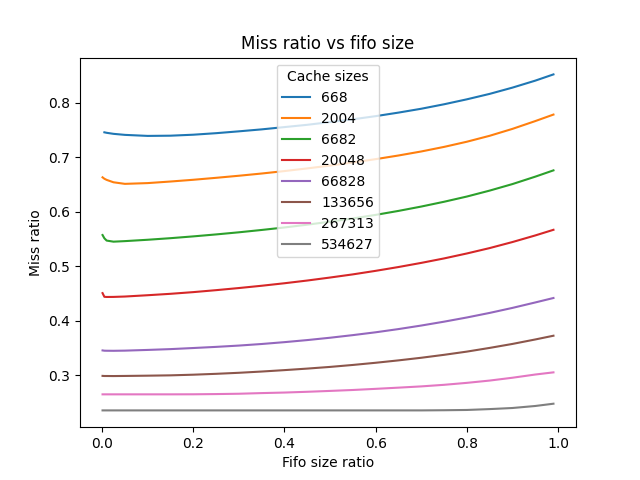 Miss ratio vs fifo size
Cache sizes
668
2004
6682
20048
66828
133656
267313
534627
Miss ratio
0.8
0.7
0.6
0.5
0.4
0.3
0.0 0.2 0.4 0.6 0.8 1.0
Fifo size ratio